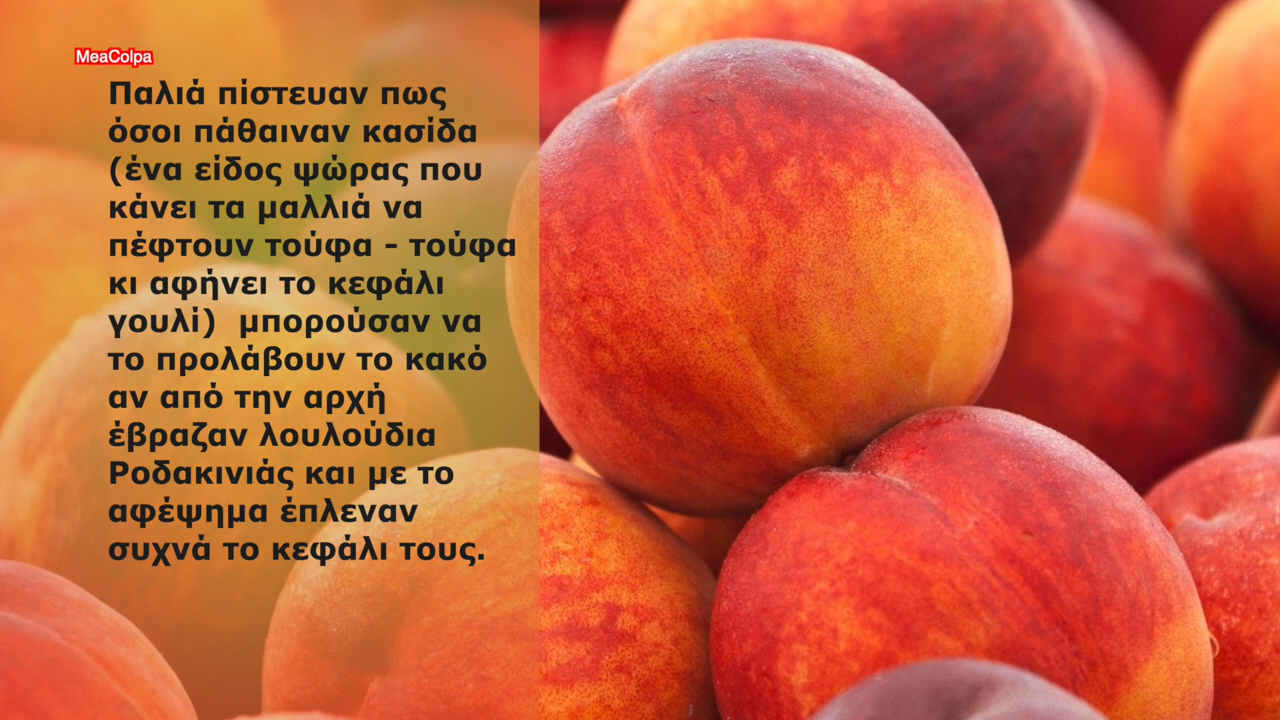 MeaColpa
Παλιά πίστευαν πως
όσοι πάθαιναν κασίδα
(ένα είδος ψώρας που
κάνει τα μαλλιά να
πέφτουν τούφα - τούφα
κι αφήνει το κεφάλι
γουλί)  μπορούσαν να
το προλάβουν το κακό
αν από την αρχή
έβραζαν λουλούδια
Ροδακινιάς και με το
αφέψημα έπλεναν
συχνά το κεφάλι τους.